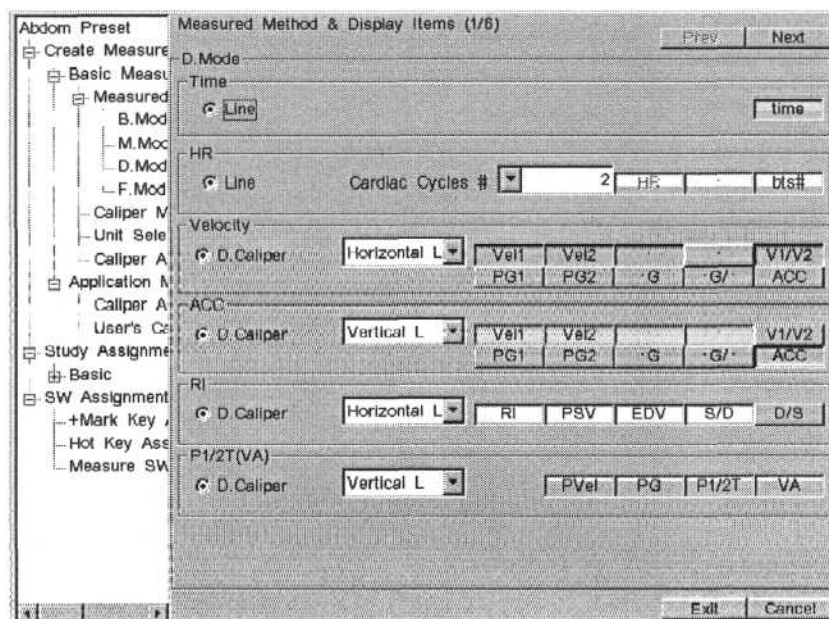 Abdom Preset
Create Measure
Basic Measu
Measured
B.Mod
M.Moc
D.Mod
F.Mod
Caliper M
Unit Sele
Caliper A
Application M
Caliper A
User's Ca
Study Assignme
Basic
SW Assignment
+Mark Key A
Hot Key Ass
Measure SW
Measured Method & Display Items (1/6)
Prev Next
D.Mode
Time
Line time
HR
Line Cardiac Cycles # 2 HR bts#
Velocity
D.Caliper Horizontal L Vel1 Vel2 V1/V2
PG1 PG2 ·G ·G/· ACC
ACC
D.Caliper Vertical L Vel1 Vel2 V1/V2
PG1 PG2 ·G ·G/· ACC
RI
D.Caliper Horizontal L RI PSV EDV S/D D/S
P1/2T(VA)
D.Caliper Vertical L PVel PG P1/2T VA
Exit Cancel